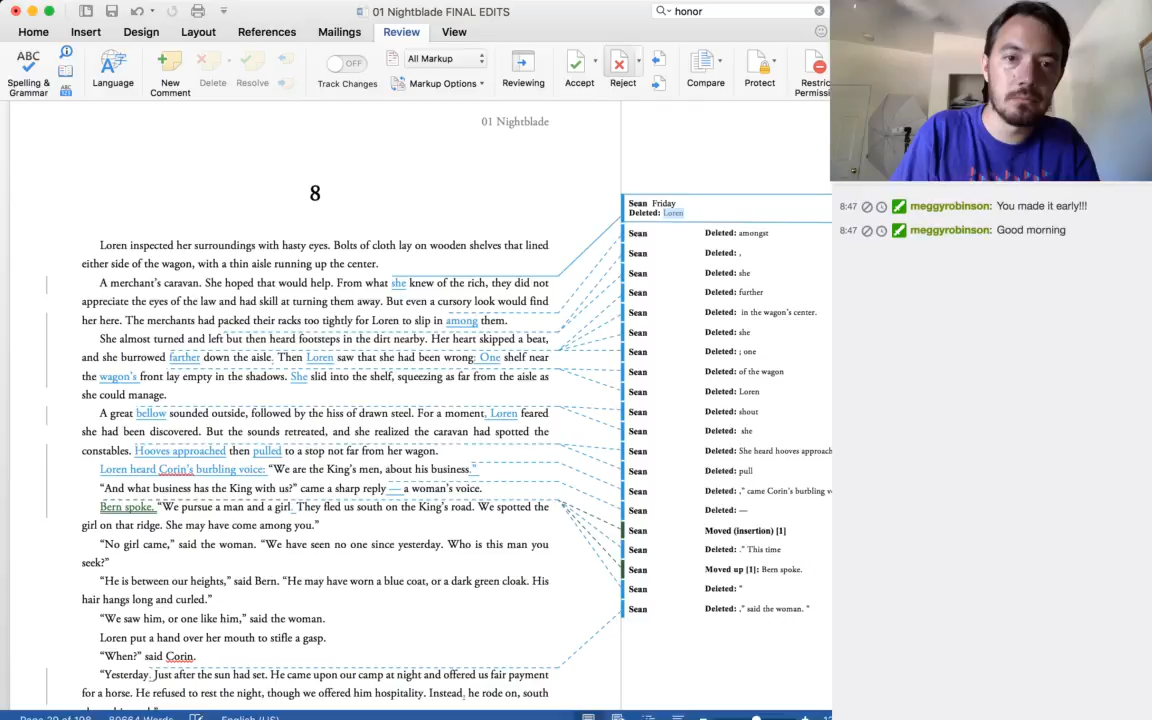 01 Nightblade FINAL EDITS
honor
Home Insert Design Layout References Mailings Review View
ABC
Spelling & Grammar
ABC 123
Language
New Comment
Delete
Resolve
OFF
Track Changes
All Markup
Markup Options
Reviewing
Accept
Reject
Compare
Protect
Restric
Permissi
01 Nightblade
8
Loren inspected her surroundings with hasty eyes. Bolts of cloth lay on wooden shelves that lined
either side of the wagon, with a thin aisle running up the center.
A merchant's caravan. She hoped that would help. From what she knew of the rich, they did not
appreciate the eyes of the law and had skill at turning them away. But even a cursory look would find
her here. The merchants had packed their racks too tightly for Loren to slip in among them.
She almost turned and left but then heard footsteps in the dirt nearby. Her heart skipped a beat,
and she burrowed farther down the aisle. Then Loren saw that she had been wrong: One shelf near
the wagon's front lay empty in the shadows. She slid into the shelf, squeezing as far from the aisle as
she could manage.
A great bellow sounded outside, followed by the hiss of drawn steel. For a moment, Loren feared
she had been discovered. But the sounds retreated, and she realized the caravan had spotted the
constables. Hooves approached then pulled to a stop not far from her wagon.
Loren heard Corin's burbling voice: “We are the King's men, about his business.”
“And what business has the King with us?” came a sharp reply — a woman's voice.
Bern spoke. “We pursue a man and a girl. They fled us south on the King's road. We spotted the
girl on that ridge. She may have come among you.”
“No girl came,” said the woman. “We have seen no one since yesterday. Who is this man you
seek?”
“He is between our heights,” said Bern. “He may have worn a blue coat, or a dark green cloak. His
hair hangs long and curled.”
“We saw him, or one like him,” said the woman.
Loren put a hand over her mouth to stifle a gasp.
“When?” said Corin.
“Yesterday. Just after the sun had set. He came upon our camp at night and offered us fair payment
for a horse. He refused to rest the night, though we offered him hospitality. Instead, he rode on, south
Sean Friday
Deleted: Loren
Sean Deleted: amongst
Sean Deleted: ,
Sean Deleted: she
Sean Deleted: further
Sean Deleted: in the wagon's center.
Sean Deleted: she
Sean Deleted: ; one
Sean Deleted: of the wagon
Sean Deleted: Loren
Sean Deleted: shout
Sean Deleted: she
Sean Deleted: She heard hooves approach
Sean Deleted: pull
Sean Deleted: ,” came Corin's burbling v
Sean Deleted: —
Sean Moved (insertion) [1]
Sean Deleted: .” This time
Sean Moved up [1]: Bern spoke.
Sean Deleted: “
Sean Deleted: ,” said the woman. “
8:47 meggyrobinson: You made it early!!!
8:47 meggyrobinson: Good morning
English (US)